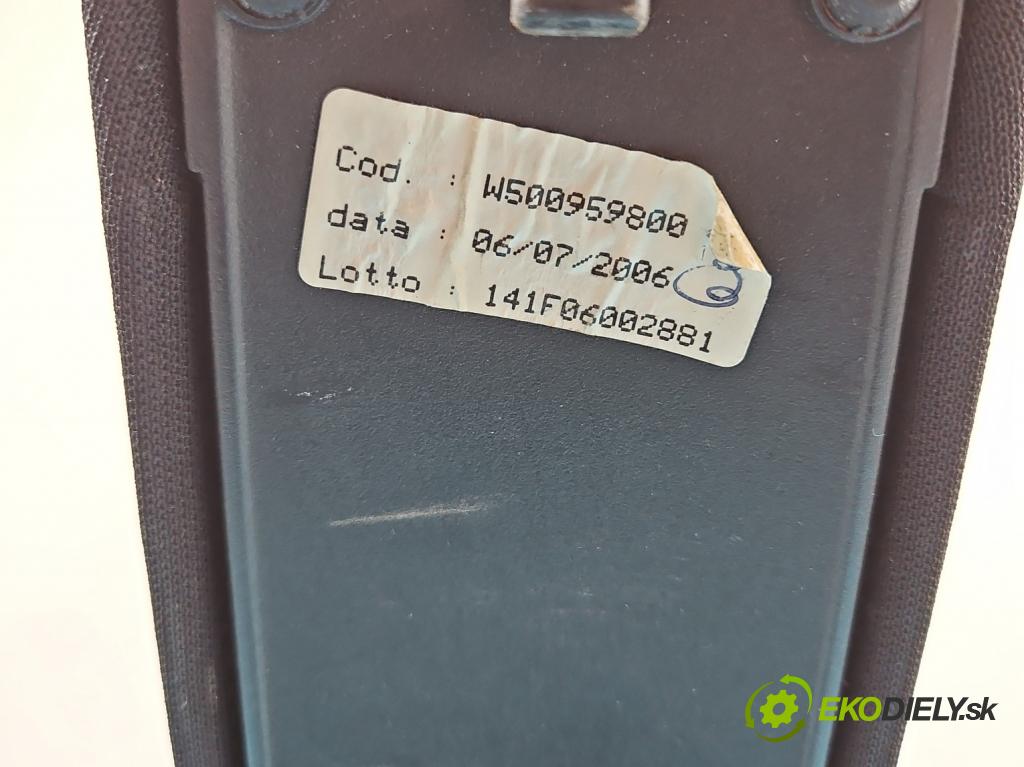 Cod. : W500959800
data : 06/07/2006
Lotto : 141F06002881
EKODIELY.sk